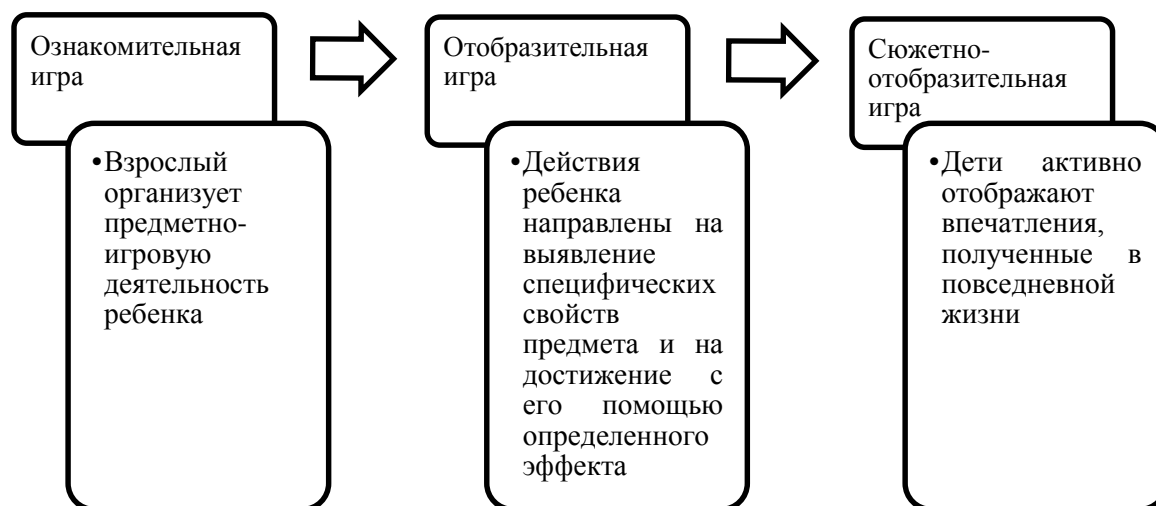 Ознакомительная
игра
•Взрослый
организует
предметно-
игровую
деятельность
ребенка
Отобразительная
игра
•Действия
ребенка
направлены на
выявление
специфических
свойств
предмета и на
достижение с
его помощью
определенного
эффекта
Сюжетно-
отобразительная
игра
•Дети активно
отображают
впечатления,
полученные в
повседневной
жизни